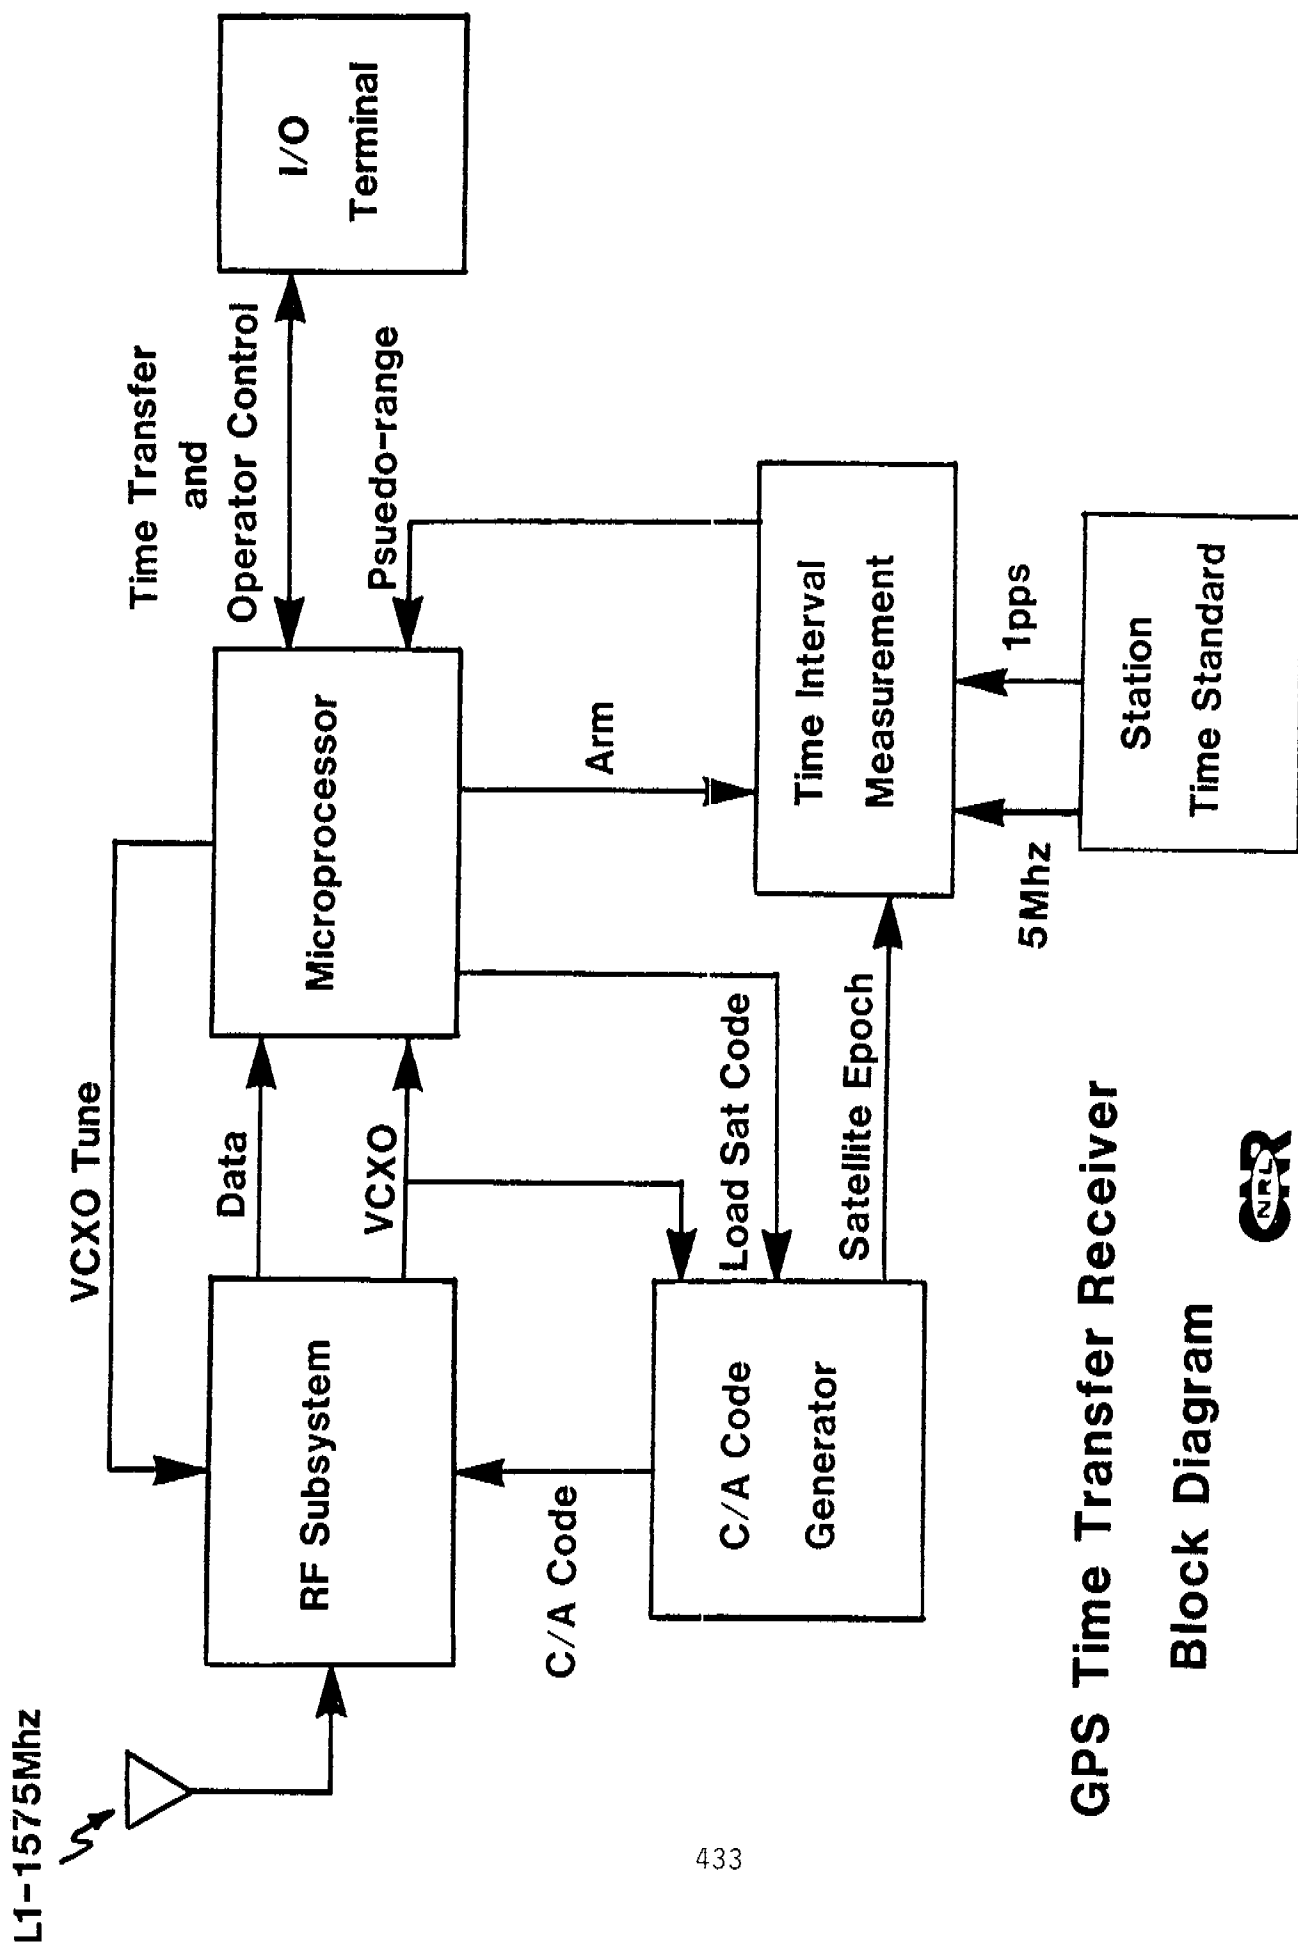 L1-1575Mhz
VCXO Tune
Time Transfer
and
Operator Control
RF Subsystem
Data
VCXO
Microprocessor
Psuedo-range
I/O
Terminal
C/A Code
Load Sat Code
Arm
C/A Code
Generator
Satellite Epoch
Time Interval
Measurement
5Mhz
1pps
Station
Time Standard
GPS Time Transfer Receiver
Block Diagram
NRL
433